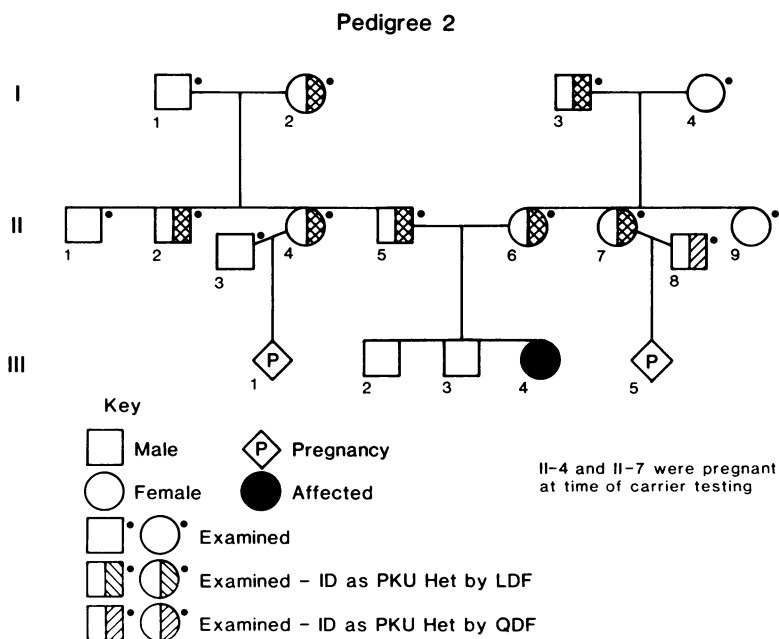 Pedigree 2
I
1
2
3
4
II
1
2
3
4
5
6
7
8
9
III
P
1
2
3
4
P
5
Key
Male
P
Pregnancy
Female
Affected
II-4 and II-7 were pregnant
at time of carrier testing
Examined
Examined - ID as PKU Het by LDF
Examined - ID as PKU Het by QDF